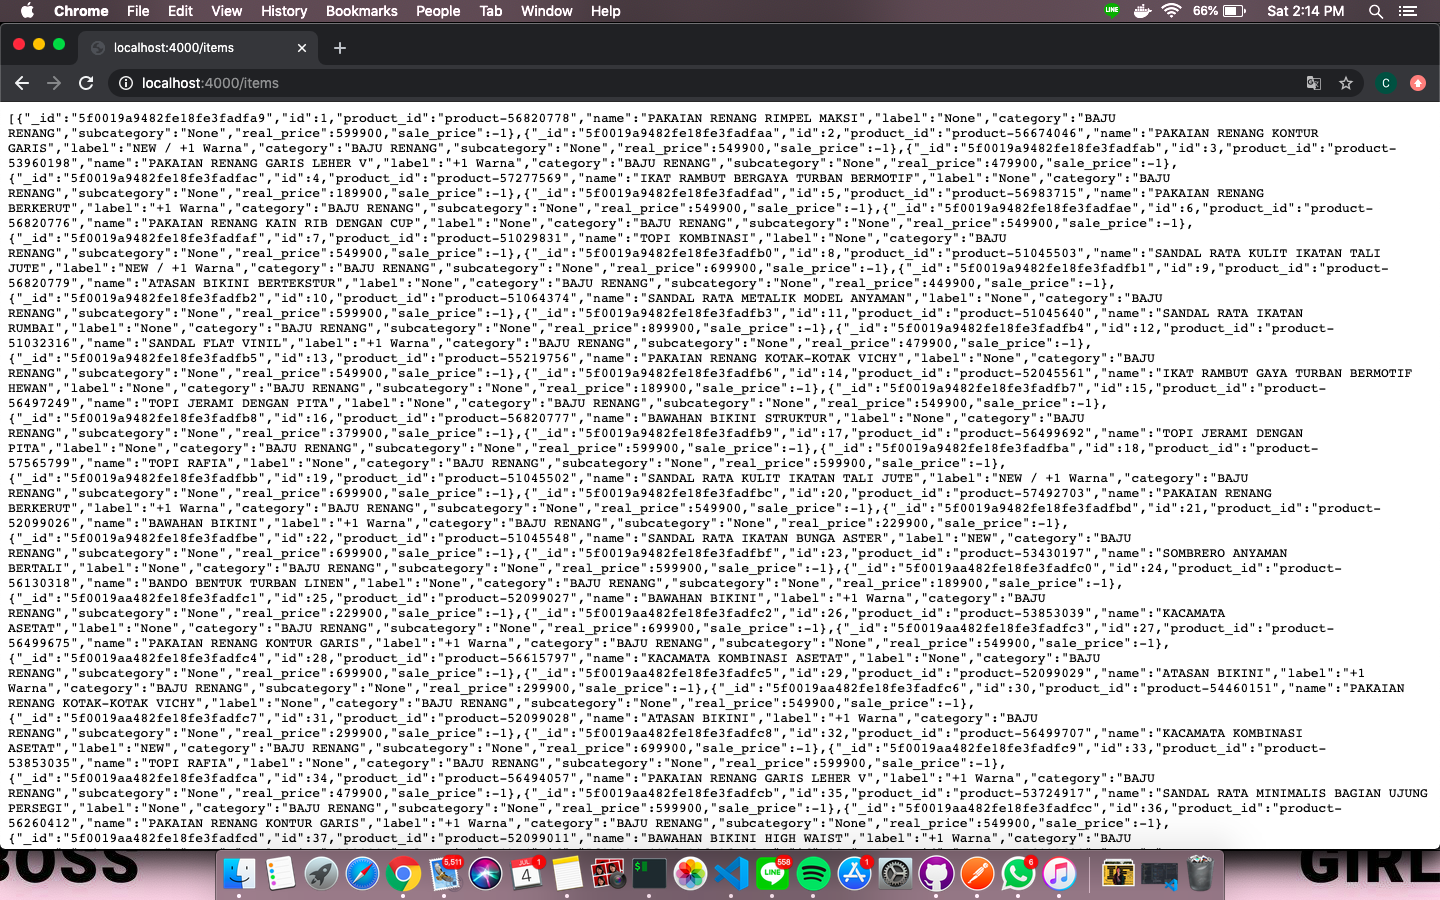 Chrome File Edit View History Bookmarks People Tab Window Help LINE 66% Sat 2:14 PM
localhost:4000/items
localhost:4000/items C
[{"_id":"5f0019a9482fe18fe3fadfa9","id":1,"product_id":"product-56820778","name":"PAKAIAN RENANG RIMPEL MAKSI","label":"None","category":"BAJU
RENANG","subcategory":"None","real_price":599900,"sale_price":-1},{"_id":"5f0019a9482fe18fe3fadfaa","id":2,"product_id":"product-56674046","name":"PAKAIAN RENANG KONTUR
GARIS","label":"NEW / +1 Warna","category":"BAJU RENANG","subcategory":"None","real_price":549900,"sale_price":-1},{"_id":"5f0019a9482fe18fe3fadfab","id":3,"product_id":"product-
53960198","name":"PAKAIAN RENANG GARIS LEHER V","label":"+1 Warna","category":"BAJU RENANG","subcategory":"None","real_price":479900,"sale_price":-1},
{"_id":"5f0019a9482fe18fe3fadfac","id":4,"product_id":"product-57277569","name":"IKAT RAMBUT BERGAYA TURBAN BERMOTIF","label":"None","category":"BAJU
RENANG","subcategory":"None","real_price":189900,"sale_price":-1},{"_id":"5f0019a9482fe18fe3fadfad","id":5,"product_id":"product-56983715","name":"PAKAIAN RENANG
BERKERUT","label":"+1 Warna","category":"BAJU RENANG","subcategory":"None","real_price":549900,"sale_price":-1},{"_id":"5f0019a9482fe18fe3fadfae","id":6,"product_id":"product-
56820776","name":"PAKAIAN RENANG KAIN RIB DENGAN CUP","label":"None","category":"BAJU RENANG","subcategory":"None","real_price":549900,"sale_price":-1},
{"_id":"5f0019a9482fe18fe3fadfaf","id":7,"product_id":"product-51029831","name":"TOPI KOMBINASI","label":"None","category":"BAJU
RENANG","subcategory":"None","real_price":549900,"sale_price":-1},{"_id":"5f0019a9482fe18fe3fadfb0","id":8,"product_id":"product-51045503","name":"SANDAL RATA KULIT IKATAN TALI
JUTE","label":"NEW / +1 Warna","category":"BAJU RENANG","subcategory":"None","real_price":699900,"sale_price":-1},{"_id":"5f0019a9482fe18fe3fadfb1","id":9,"product_id":"product-
56820779","name":"ATASAN BIKINI BERTEKSTUR","label":"None","category":"BAJU RENANG","subcategory":"None","real_price":449900,"sale_price":-1},
{"_id":"5f0019a9482fe18fe3fadfb2","id":10,"product_id":"product-51064374","name":"SANDAL RATA METALIK MODEL ANYAMAN","label":"None","category":"BAJU
RENANG","subcategory":"None","real_price":599900,"sale_price":-1},{"_id":"5f0019a9482fe18fe3fadfb3","id":11,"product_id":"product-51045640","name":"SANDAL RATA IKATAN
RUMBAI","label":"None","category":"BAJU RENANG","subcategory":"None","real_price":899900,"sale_price":-1},{"_id":"5f0019a9482fe18fe3fadfb4","id":12,"product_id":"product-
51032316","name":"SANDAL FLAT VINIL","label":"+1 Warna","category":"BAJU RENANG","subcategory":"None","real_price":479900,"sale_price":-1},
{"_id":"5f0019a9482fe18fe3fadfb5","id":13,"product_id":"product-55219756","name":"PAKAIAN RENANG KOTAK-KOTAK VICHY","label":"None","category":"BAJU
RENANG","subcategory":"None","real_price":549900,"sale_price":-1},{"_id":"5f0019a9482fe18fe3fadfb6","id":14,"product_id":"product-52045561","name":"IKAT RAMBUT GAYA TURBAN BERMOTIF
HEWAN","label":"None","category":"BAJU RENANG","subcategory":"None","real_price":189900,"sale_price":-1},{"_id":"5f0019a9482fe18fe3fadfb7","id":15,"product_id":"product-
56497249","name":"TOPI JERAMI DENGAN PITA","label":"None","category":"BAJU RENANG","subcategory":"None","real_price":549900,"sale_price":-1},
{"_id":"5f0019a9482fe18fe3fadfb8","id":16,"product_id":"product-56820777","name":"BAWAHAN BIKINI STRUKTUR","label":"None","category":"BAJU
RENANG","subcategory":"None","real_price":379900,"sale_price":-1},{"_id":"5f0019a9482fe18fe3fadfb9","id":17,"product_id":"product-56499692","name":"TOPI JERAMI DENGAN
PITA","label":"None","category":"BAJU RENANG","subcategory":"None","real_price":599900,"sale_price":-1},{"_id":"5f0019a9482fe18fe3fadfba","id":18,"product_id":"product-
57565799","name":"TOPI RAFIA","label":"None","category":"BAJU RENANG","subcategory":"None","real_price":599900,"sale_price":-1},
{"_id":"5f0019a9482fe18fe3fadfbb","id":19,"product_id":"product-51045502","name":"SANDAL RATA KULIT IKATAN TALI JUTE","label":"NEW / +1 Warna","category":"BAJU
RENANG","subcategory":"None","real_price":699900,"sale_price":-1},{"_id":"5f0019a9482fe18fe3fadfbc","id":20,"product_id":"product-57492703","name":"PAKAIAN RENANG
BERKERUT","label":"+1 Warna","category":"BAJU RENANG","subcategory":"None","real_price":549900,"sale_price":-1},{"_id":"5f0019a9482fe18fe3fadfbd","id":21,"product_id":"product-
52099026","name":"BAWAHAN BIKINI","label":"+1 Warna","category":"BAJU RENANG","subcategory":"None","real_price":229900,"sale_price":-1},
{"_id":"5f0019a9482fe18fe3fadfbe","id":22,"product_id":"product-51045548","name":"SANDAL RATA IKATAN BUNGA ASTER","label":"NEW","category":"BAJU
RENANG","subcategory":"None","real_price":699900,"sale_price":-1},{"_id":"5f0019a9482fe18fe3fadfbf","id":23,"product_id":"product-53430197","name":"SOMBRERO ANYAMAN
BERTALI","label":"None","category":"BAJU RENANG","subcategory":"None","real_price":599900,"sale_price":-1},{"_id":"5f0019aa482fe18fe3fadfc0","id":24,"product_id":"product-
56130318","name":"BANDO BENTUK TURBAN LINEN","label":"None","category":"BAJU RENANG","subcategory":"None","real_price":189900,"sale_price":-1},
{"_id":"5f0019aa482fe18fe3fadfc1","id":25,"product_id":"product-52099027","name":"BAWAHAN BIKINI","label":"+1 Warna","category":"BAJU
RENANG","subcategory":"None","real_price":229900,"sale_price":-1},{"_id":"5f0019aa482fe18fe3fadfc2","id":26,"product_id":"product-53853039","name":"KACAMATA
ASETAT","label":"None","category":"BAJU RENANG","subcategory":"None","real_price":699900,"sale_price":-1},{"_id":"5f0019aa482fe18fe3fadfc3","id":27,"product_id":"product-
56499675","name":"PAKAIAN RENANG KONTUR GARIS","label":"+1 Warna","category":"BAJU RENANG","subcategory":"None","real_price":549900,"sale_price":-1},
{"_id":"5f0019aa482fe18fe3fadfc4","id":28,"product_id":"product-56615797","name":"KACAMATA KOMBINASI ASETAT","label":"None","category":"BAJU
RENANG","subcategory":"None","real_price":699900,"sale_price":-1},{"_id":"5f0019aa482fe18fe3fadfc5","id":29,"product_id":"product-52099029","name":"ATASAN BIKINI","label":"+1
Warna","category":"BAJU RENANG","subcategory":"None","real_price":299900,"sale_price":-1},{"_id":"5f0019aa482fe18fe3fadfc6","id":30,"product_id":"product-54460151","name":"PAKAIAN
RENANG KOTAK-KOTAK VICHY","label":"None","category":"BAJU RENANG","subcategory":"None","real_price":549900,"sale_price":-1},
{"_id":"5f0019aa482fe18fe3fadfc7","id":31,"product_id":"product-52099028","name":"ATASAN BIKINI","label":"+1 Warna","category":"BAJU
RENANG","subcategory":"None","real_price":299900,"sale_price":-1},{"_id":"5f0019aa482fe18fe3fadfc8","id":32,"product_id":"product-56499707","name":"KACAMATA KOMBINASI
ASETAT","label":"NEW","category":"BAJU RENANG","subcategory":"None","real_price":699900,"sale_price":-1},{"_id":"5f0019aa482fe18fe3fadfc9","id":33,"product_id":"product-
53853035","name":"TOPI RAFIA","label":"None","category":"BAJU RENANG","subcategory":"None","real_price":599900,"sale_price":-1},
{"_id":"5f0019aa482fe18fe3fadfca","id":34,"product_id":"product-56494057","name":"PAKAIAN RENANG GARIS LEHER V","label":"+1 Warna","category":"BAJU
RENANG","subcategory":"None","real_price":479900,"sale_price":-1},{"_id":"5f0019aa482fe18fe3fadfcb","id":35,"product_id":"product-53724917","name":"SANDAL RATA MINIMALIS BAGIAN UJUNG
PERSEGI","label":"None","category":"BAJU RENANG","subcategory":"None","real_price":599900,"sale_price":-1},{"_id":"5f0019aa482fe18fe3fadfcc","id":36,"product_id":"product-
56260412","name":"PAKAIAN RENANG KONTUR GARIS","label":"+1 Warna","category":"BAJU RENANG","subcategory":"None","real_price":549900,"sale_price":-1},
{"_id":"5f0019aa482fe18fe3fadfcd","id":37,"product_id":"product-52099011","name":"BAWAHAN BIKINI HIGH WAIST","label":"+1 Warna","category":"BAJU
BOSS GIRL
5,511 JUL 4 1 $ LINE 558 1 6